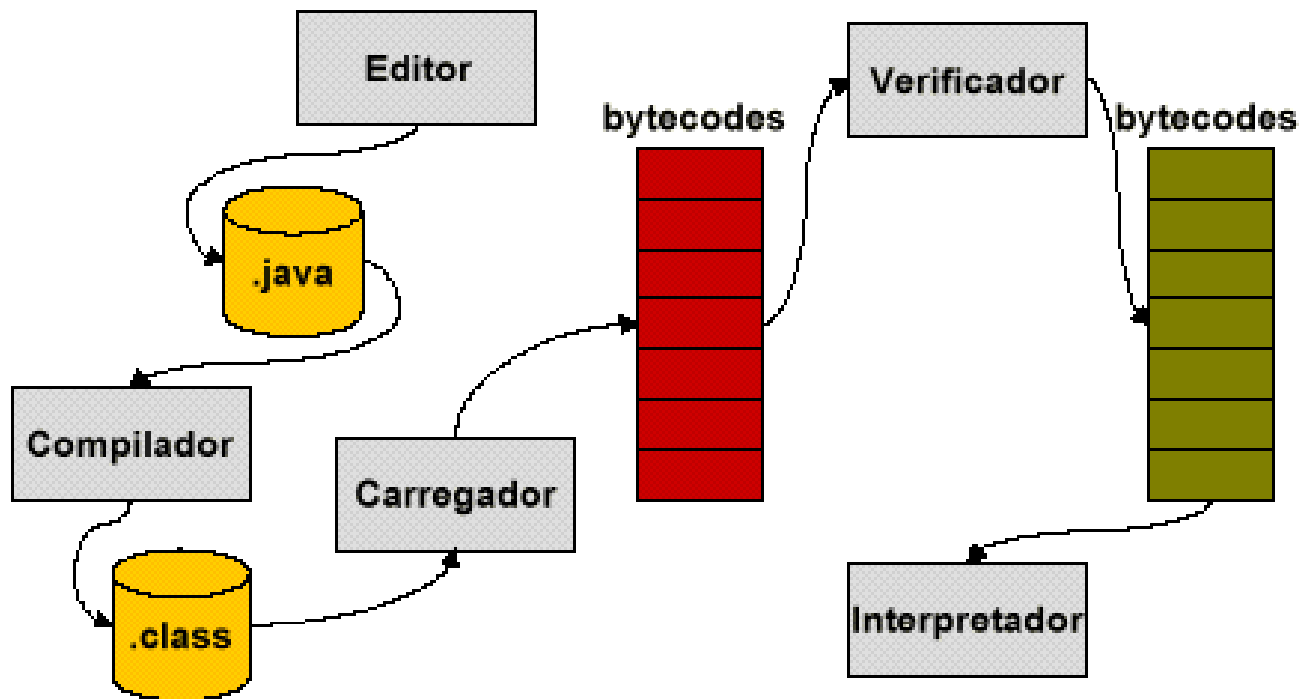 Editor
.java
Compilador
.class
Carregador
bytecodes
Verificador
bytecodes
Interpretador